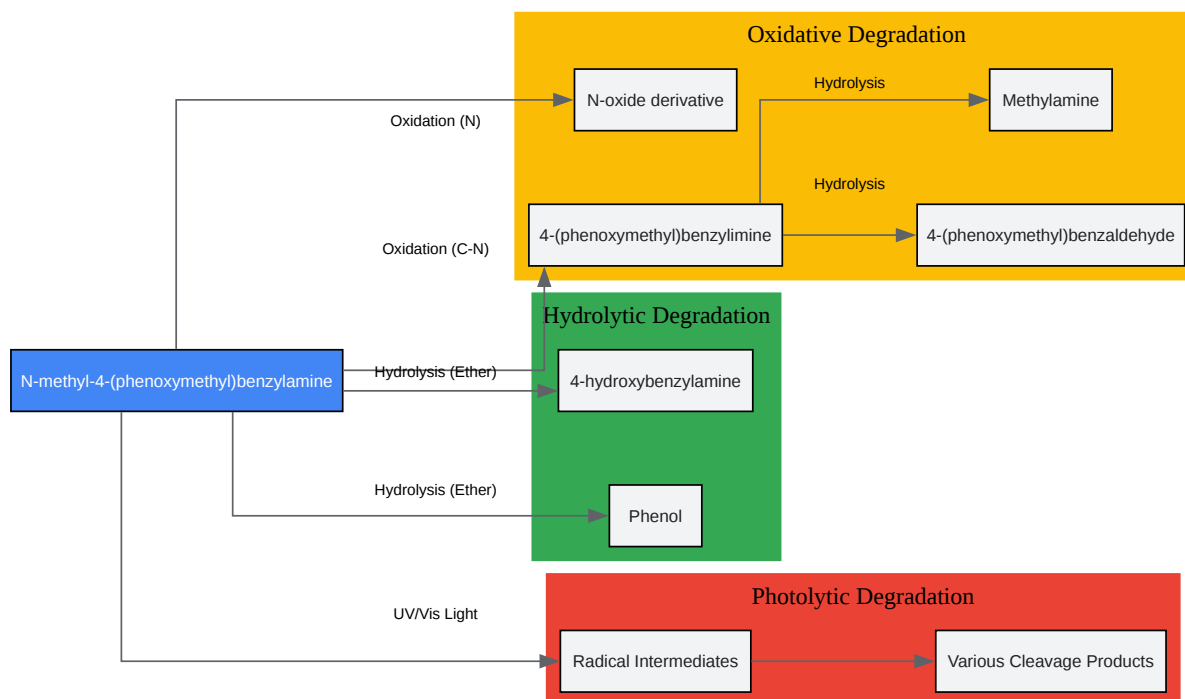 Oxidative Degradation
N-oxide derivative
Hydrolysis
Methylamine
Oxidation (N)
Hydrolysis
4-(phenoxymethyl)benzylimine
4-(phenoxymethyl)benzaldehyde
Oxidation (C-N)
Hydrolytic Degradation
N-methyl-4-(phenoxymethyl)benzylamine
Hydrolysis (Ether)
4-hydroxybenzylamine
Hydrolysis (Ether)
Phenol
Photolytic Degradation
UV/Vis Light
Radical Intermediates
Various Cleavage Products